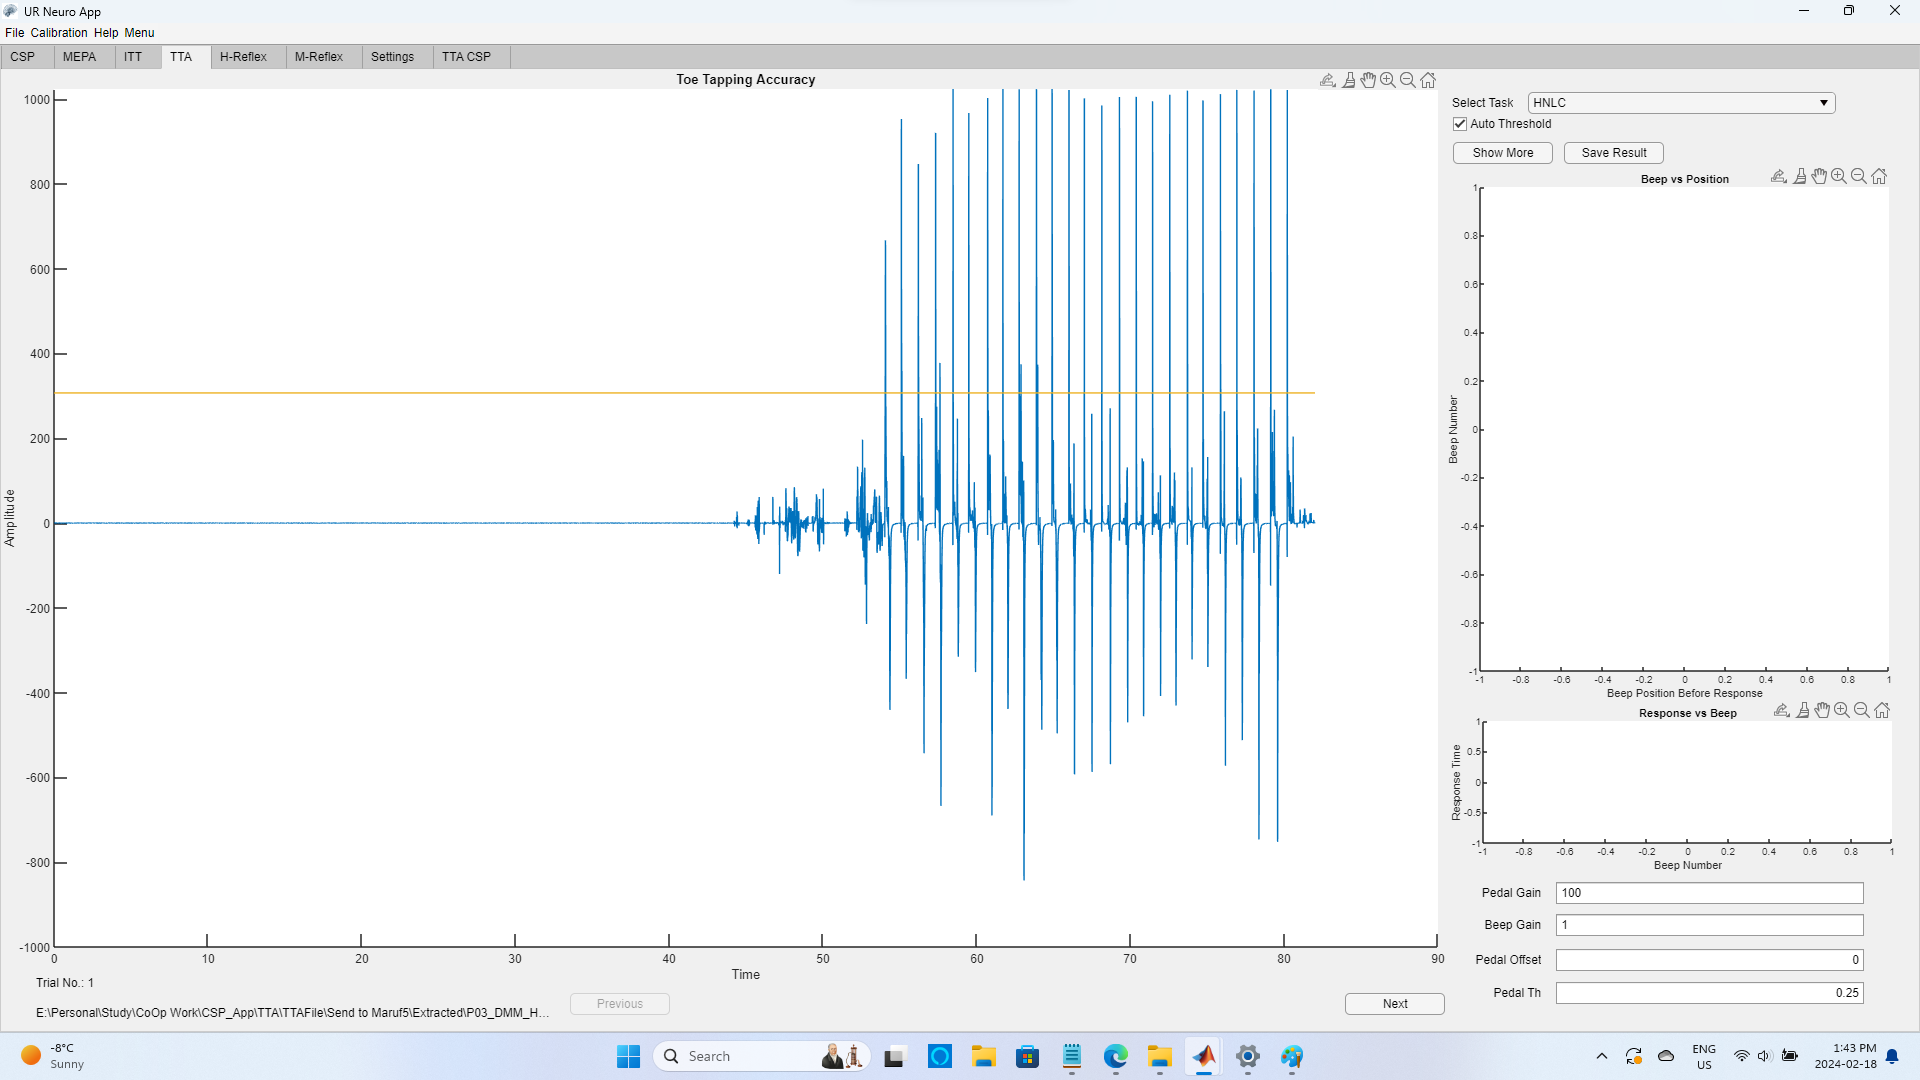 UR Neuro App
File Calibration Help Menu
CSP MEPA ITT TTA H-Reflex M-Reflex Settings TTA CSP
Toe Tapping Accuracy
1000
800
600
400
200
0
-200
-400
-600
-800
-1000
Amplitude
0 10 20 30 40 50 60 70 80 90
Time
Trial No.: 1
E:\Personal\Study\CoOp Work\CSP_App\TTA\TTAFile\Send to Maruf5\Extracted\P03_DMM_H...
Previous
Next
Select Task HNLC
Auto Threshold
Show More Save Result
Beep vs Position
1
0.8
0.6
0.4
0.2
0
-0.2
-0.4
-0.6
-0.8
-1
Beep Number
-1 -0.8 -0.6 -0.4 -0.2 0 0.2 0.4 0.6 0.8 1
Beep Position Before Response
Response vs Beep
1
0.5
0
-0.5
-1
Response Time
-1 -0.8 -0.6 -0.4 -0.2 0 0.2 0.4 0.6 0.8 1
Beep Number
Pedal Gain 100
Beep Gain 1
Pedal Offset 0
Pedal Th 0.25
-8°C
Sunny
Search
ENG
US
1:43 PM
2024-02-18